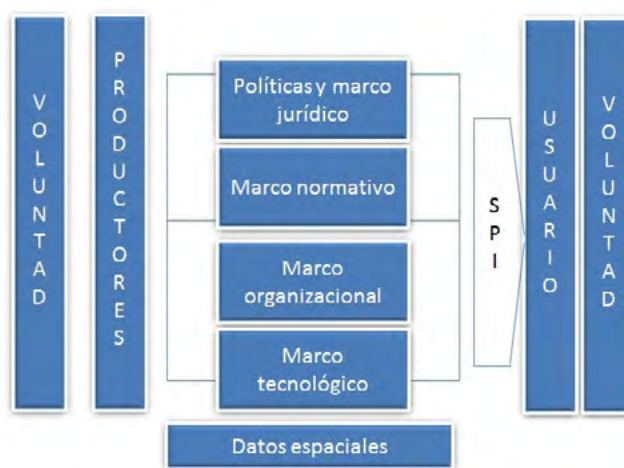 VOLUNTAD
PRODUCTORES
Políticas y marco
jurídico
Marco normativo
Marco
organizacional
Marco
tecnológico
Datos espaciales
SPI
USUARIO
VOLUNTAD